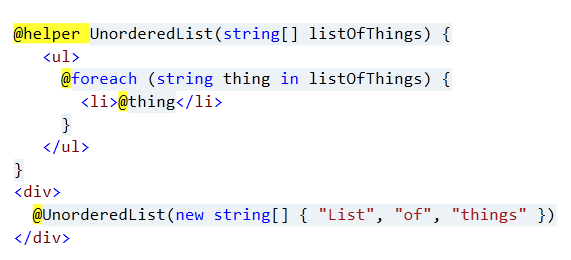 @helper UnorderedList(string[] listOfThings) {
<ul>
@foreach (string thing in listOfThings) {
<li>@thing</li>
}
</ul>
}
<div>
@UnorderedList(new string[] { "List", "of", "things" })
</div>